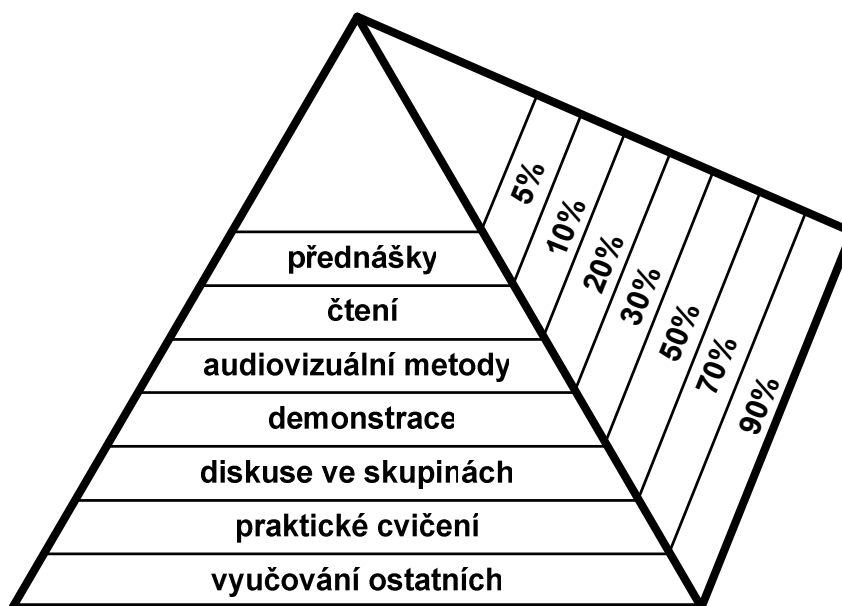 přednášky
čtení
audiovizuální metody
demonstrace
diskuse ve skupinách
praktické cvičení
vyučování ostatních
5%
10%
20%
30%
50%
70%
90%